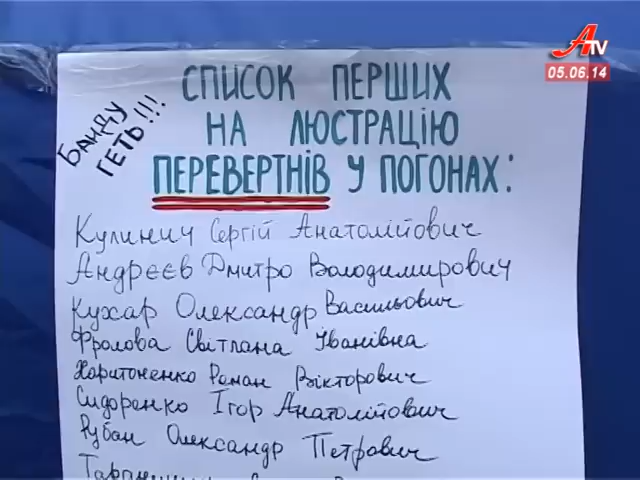 АTV
05.06.14
БАНДУ
ГЕТЬ!!!
СПИСОК ПЕРШИХ
НА ЛЮСТРАЦІЮ
ПЕРЕВЕРТНІВ У ПОГОНАХ:
Кулинич Сергій Анатолійович
Андрєєв Дмитро Володимирович
Кухар Олександр Васильович
Фролова Світлана Іванівна
Харитоненко Роман Вікторович
Сидоренко Ігор Анатолійович
Рубан Олександр Петрович